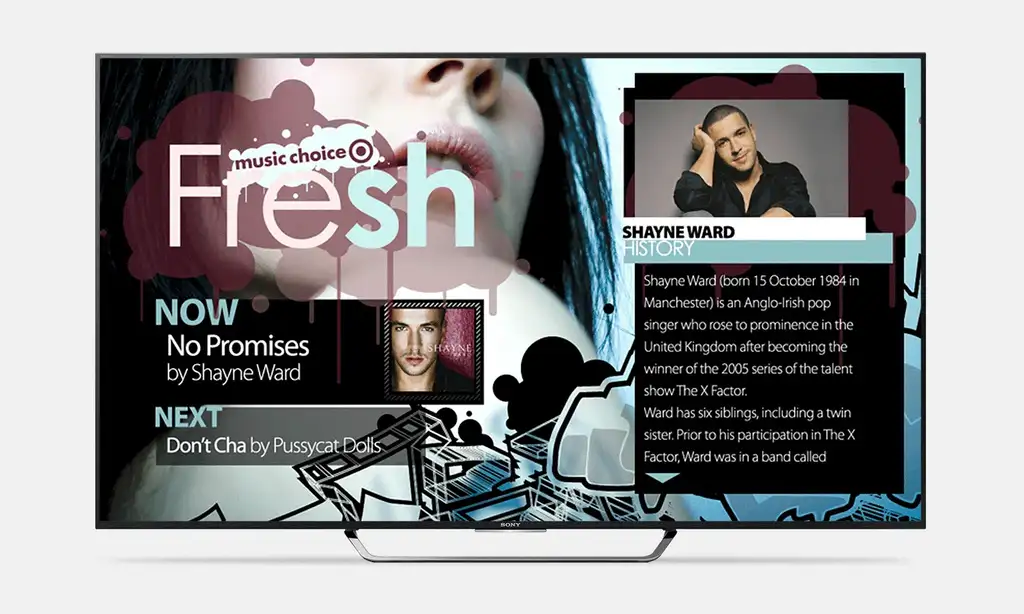 music choice
Fresh
NOW
No Promises
by Shayne Ward
SHAYNE
NEXT
Don't Cha by Pussycat Dolls
SHAYNE WARD
HISTORY
Shayne Ward (born 15 October 1984 in
Manchester) is an Anglo-Irish pop
singer who rose to prominence in the
United Kingdom after becoming the
winner of the 2005 series of the talent
show The X Factor.
Ward has six siblings, including a twin
sister. Prior to his participation in The X
Factor, Ward was in a band called
SONY